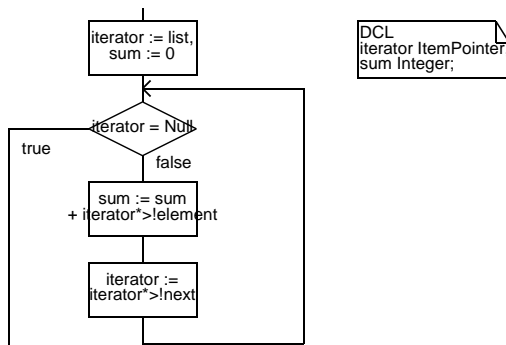 iterator := list,
sum := 0
DCL
iterator ItemPointer
sum Integer;
iterator = Null
true
false
sum := sum
+ iterator*>!element
iterator :=
iterator*>!next